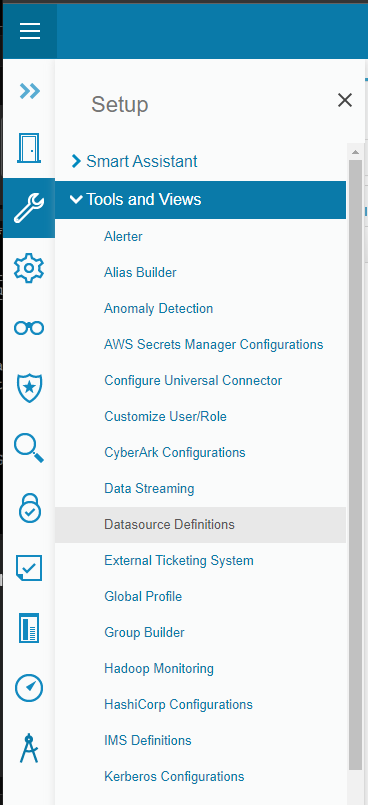 Setup
Smart Assistant
Tools and Views
Alerter
Alias Builder
Anomaly Detection
AWS Secrets Manager Configurations
Configure Universal Connector
Customize User/Role
CyberArk Configurations
Data Streaming
Datasource Definitions
External Ticketing System
Global Profile
Group Builder
Hadoop Monitoring
HashiCorp Configurations
IMS Definitions
Kerberos Configurations